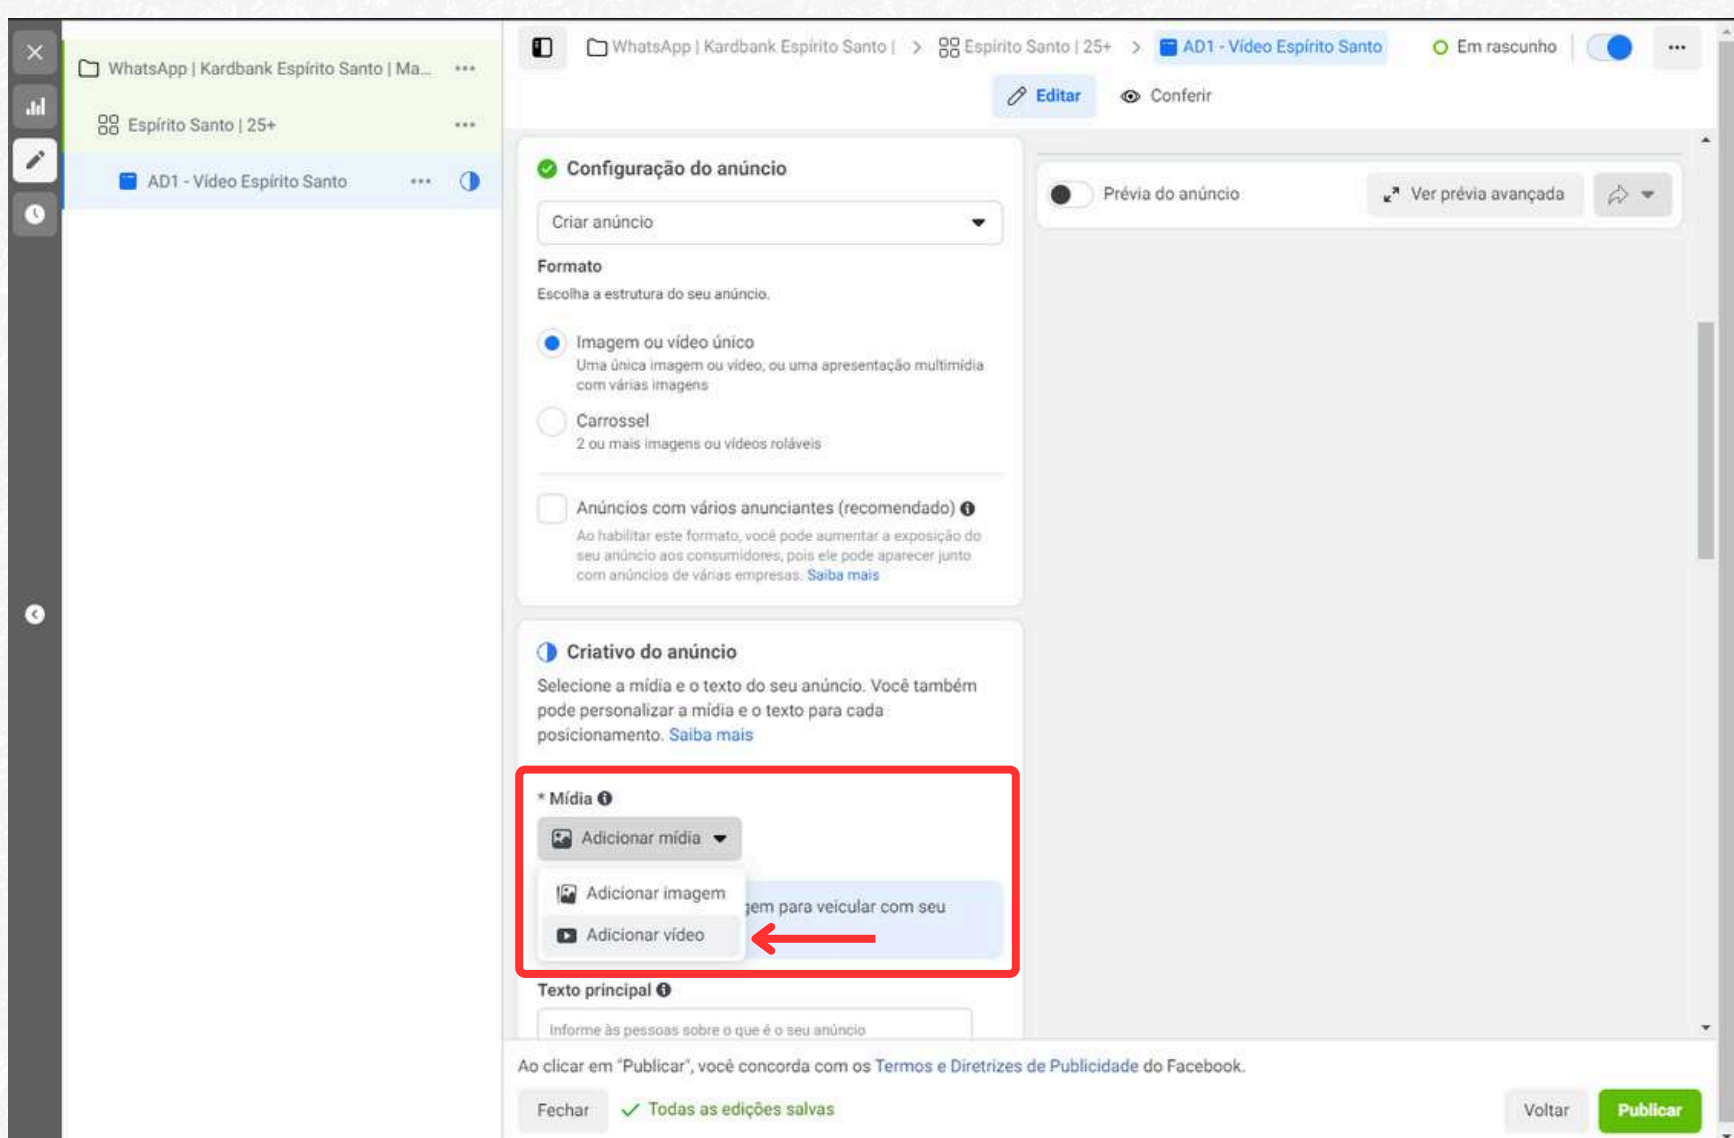 WhatsApp | Kardbank Espírito Santo | Ma...
Espírito Santo | 25+
AD1 - Vídeo Espírito Santo
WhatsApp | Kardbank Espírito Santo |
Espírito Santo | 25+
AD1 - Vídeo Espírito Santo
Em rascunho
Editar
Conferir
Configuração do anúncio
Criar anúncio
Formato
Escolha a estrutura do seu anúncio.
Imagem ou vídeo único
Uma única imagem ou vídeo, ou uma apresentação multimídia
com várias imagens
Carrossel
2 ou mais imagens ou vídeos roláveis
Anúncios com vários anunciantes (recomendado)
Ao habilitar este formato, você pode aumentar a exposição do
seu anúncio aos consumidores, pois ele pode aparecer junto
com anúncios de várias empresas. Saiba mais
Prévia do anúncio
Ver prévia avançada
Criativo do anúncio
Selecione a mídia e o texto do seu anúncio. Você também
pode personalizar a mídia e o texto para cada
posicionamento. Saiba mais
* Mídia
Adicionar mídia
Adicionar imagem
gem para veicular com seu
Adicionar vídeo
Texto principal
Informe às pessoas sobre o que é o seu anúncio
Ao clicar em "Publicar", você concorda com os Termos e Diretrizes de Publicidade do Facebook.
Fechar
Todas as edições salvas
Voltar
Publicar